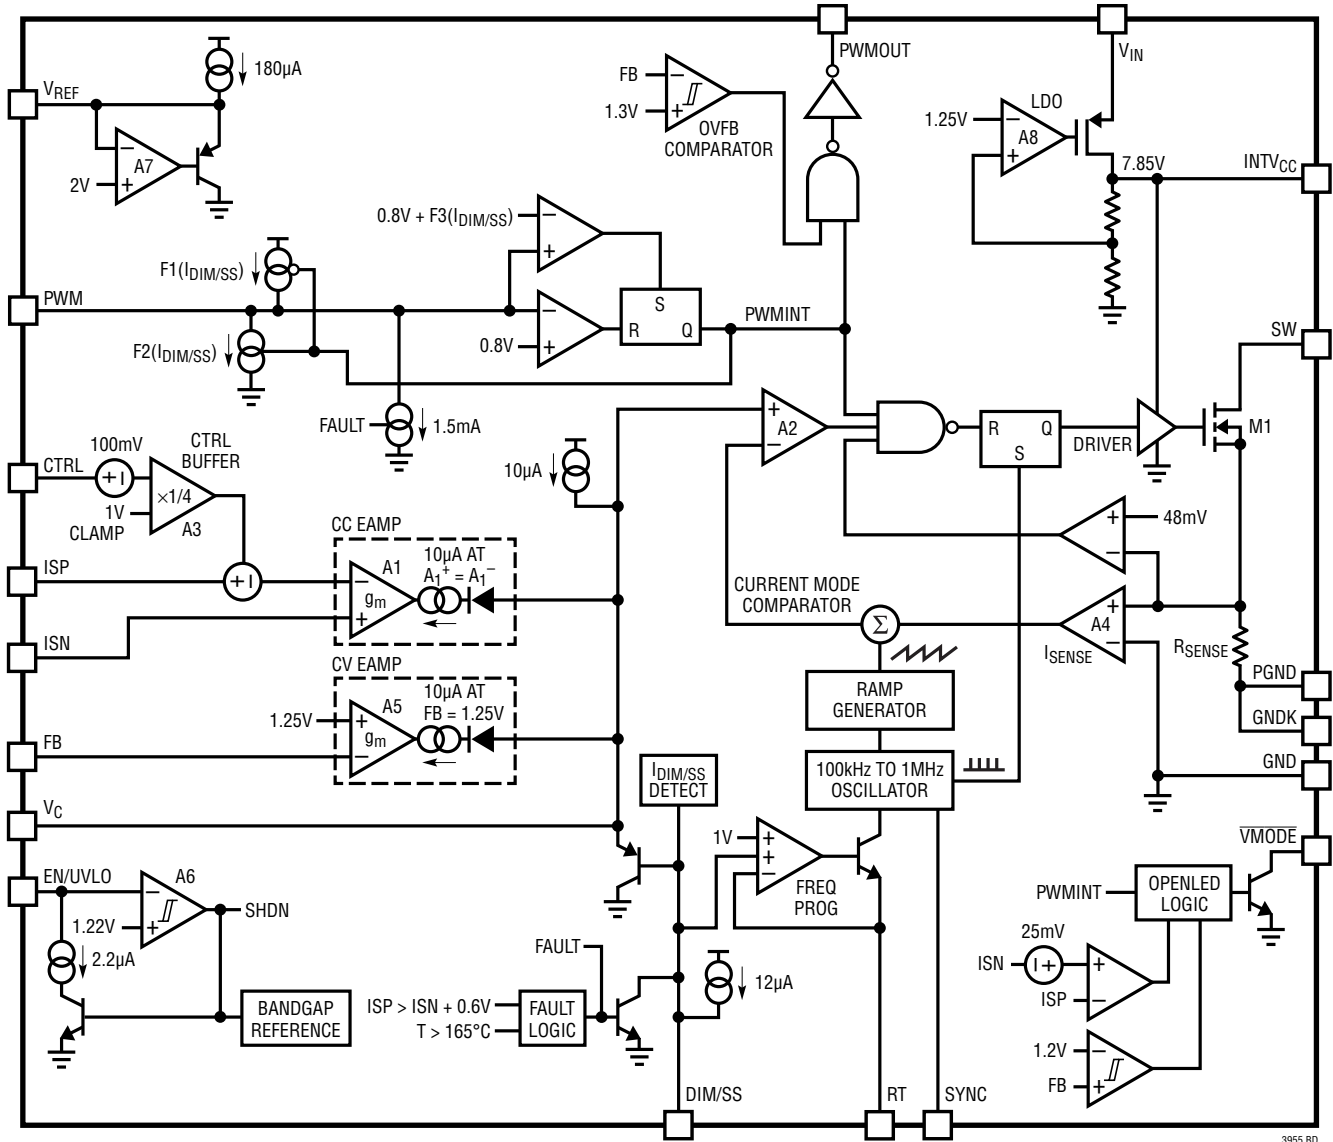 PWMOUT
VIN
180µA
FB
−
LDO
VREF
1.3V
+
1.25V
−
A8
OVFB
COMPARATOR
+
−
A7
7.85V
INTVCC
2V
+
0.8V + F3(IDIM/SS)
−
+
F1(IDIM/SS)
PWM
S
PWMINT
−
R
Q
SW
F2(IDIM/SS)
0.8V
+
+
A2
−
FAULT
1.5mA
R
Q
M1
100mV
CTRL
BUFFER
S
DRIVER
CTRL
+
10µA
×1/4
1V
CLAMP
A3
+
48mV
−
CC EAMP
ISP
+
A1
10µA AT
A1+ = A1−
−
gm
+
CURRENT MODE
COMPARATOR
+
A4
−
Σ
ISN
ISENSE
RSENSE
CV EAMP
PGND
A5
10µA AT
FB = 1.25V
1.25V
+
gm
−
RAMP
GENERATOR
GNDK
FB
GND
IDIM/SS
DETECT
100kHz TO 1MHz
OSCILLATOR
VC
1V
+
+
−
VMODE
EN/UVLO
A6
−
FREQ
PROG
PWMINT
OPENLED
LOGIC
1.22V
+
SHDN
25mV
2.2µA
FAULT
ISN
+
+
12µA
ISP
−
BANDGAP
REFERENCE
ISP > ISN + 0.6V
FAULT
LOGIC
T > 165°C
1.2V
−
FB
+
DIM/SS
RT
SYNC
3955 BD